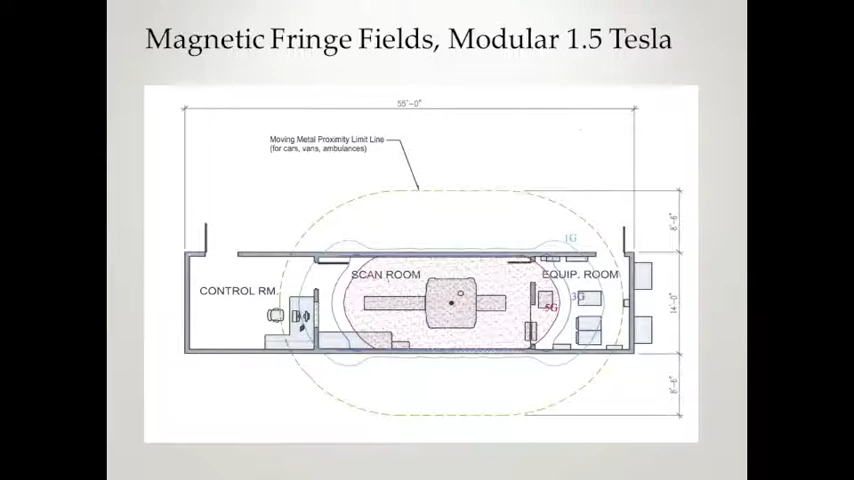 Magnetic Fringe Fields, Modular 1.5 Tesla
55'-0"
Moving Metal Proximity Limit Line
(for cars, vans, ambulances)
8'-6"
1G
SCAN ROOM
EQUIP. ROOM
CONTROL RM.
3G
5G
14'-0"
8'-6"